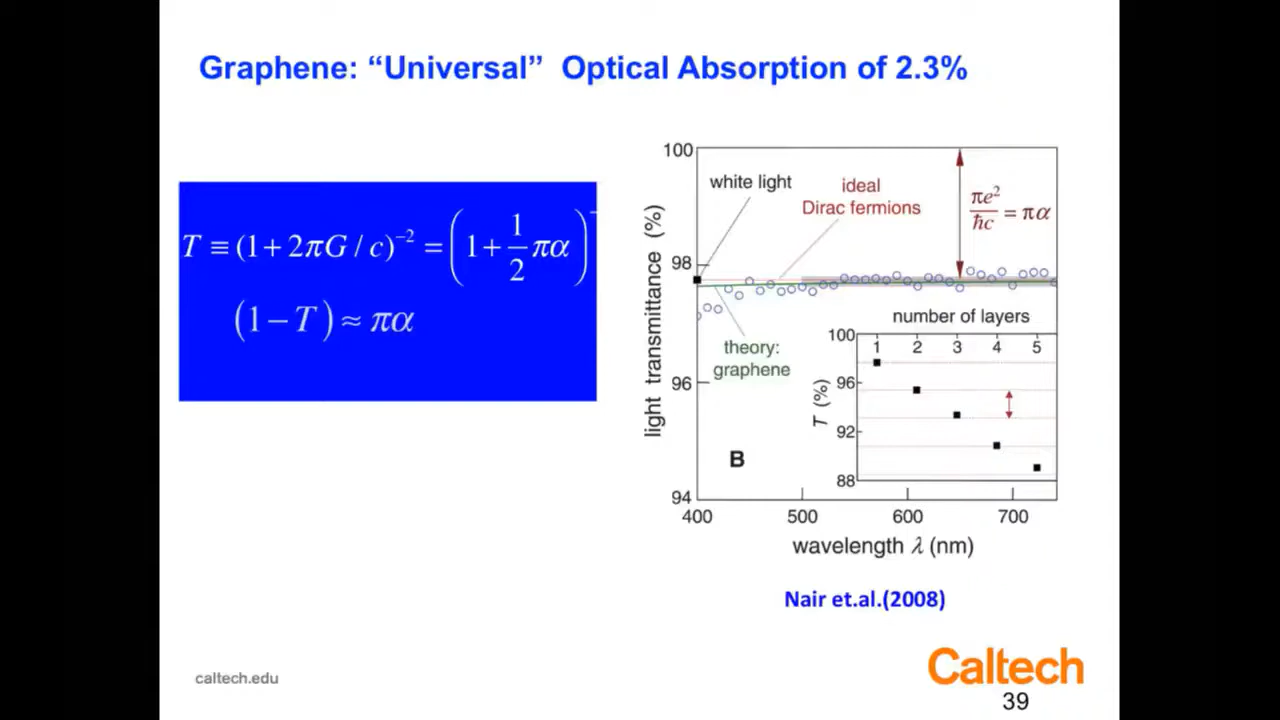 Graphene: “Universal” Optical Absorption of 2.3%
T ≡ (1 + 2πG / c)⁻² = (1 + 1/2 πα)⁻
(1 − T) ≈ πα
100
98
96
94
light transmittance (%)
white light
ideal
Dirac fermions
πe²/ħc = πα
theory:
graphene
B
number of layers
1 2 3 4 5
100
96
92
88
T (%)
400 500 600 700
wavelength λ (nm)
Nair et.al.(2008)
caltech.edu
Caltech
39